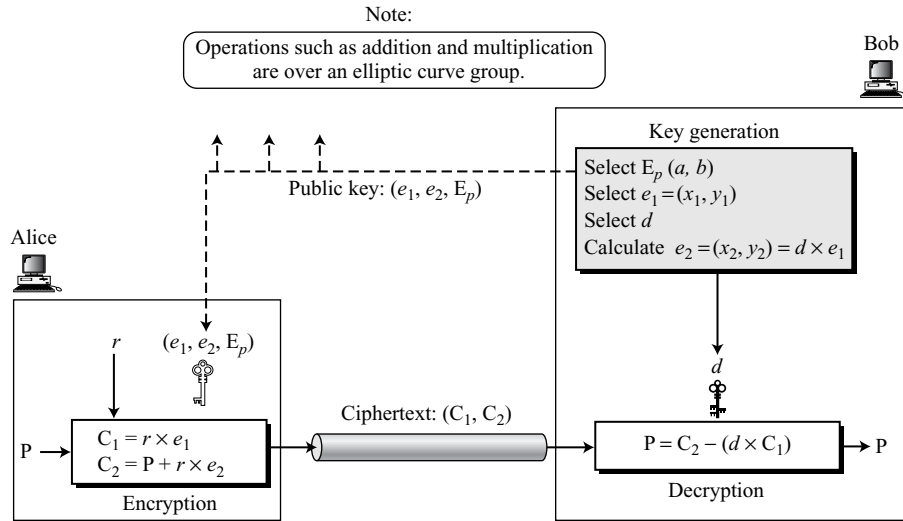 Note:
Operations such as addition and multiplication
are over an elliptic curve group.
Bob
Key generation
Select Eₚ (a, b)
Select e₁ = (x₁, y₁)
Select d
Calculate e₂ = (x₂, y₂) = d × e₁
Public key: (e₁, e₂, Eₚ)
Alice
r
(e₁, e₂, Eₚ)
d
Ciphertext: (C₁, C₂)
P
C₁ = r × e₁
C₂ = P + r × e₂
P = C₂ − (d × C₁)
P
Encryption
Decryption